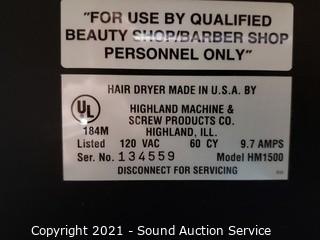 "FOR USE BY QUALIFIED
BEAUTY SHOP/BARBER SHOP
PERSONNEL ONLY"
HAIR DRYER MADE IN U.S.A. BY
UL
HIGHLAND MACHINE &
SCREW PRODUCTS CO.
184M
HIGHLAND, ILL.
Listed 120 VAC 60 CY 9.7 AMPS
Ser. No. 134559 Model HM1500
DISCONNECT FOR SERVICING
Copyright 2021 - Sound Auction Service